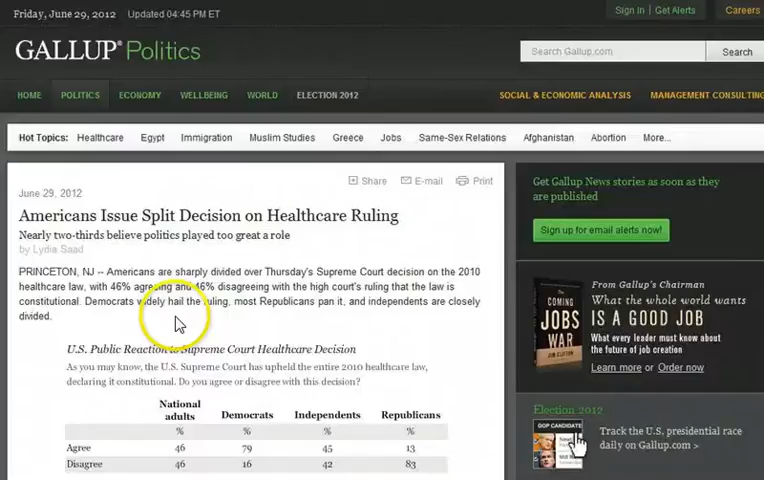 Friday, June 29, 2012 Updated 04:45 PM ET
Sign In | Get Alerts Careers
GALLUP® Politics
Search Gallup.com Search
HOME POLITICS ECONOMY WELLBEING WORLD ELECTION 2012 SOCIAL & ECONOMIC ANALYSIS MANAGEMENT CONSULTING
Hot Topics: Healthcare Egypt Immigration Muslim Studies Greece Jobs Same-Sex Relations Afghanistan Abortion More...
Share E-mail Print
June 29, 2012
Americans Issue Split Decision on Healthcare Ruling
Nearly two-thirds believe politics played too great a role
by Lydia Saad
PRINCETON, NJ -- Americans are sharply divided over Thursday's Supreme Court decision on the 2010
healthcare law, with 46% agreeing and 46% disagreeing with the high court's ruling that the law is
constitutional. Democrats widely hail the ruling, most Republicans pan it, and independents are closely
divided.
U.S. Public Reaction to Supreme Court Healthcare Decision
As you may know, the U.S. Supreme Court has upheld the entire 2010 healthcare law,
declaring it constitutional. Do you agree or disagree with this decision?
National
adults Democrats Independents Republicans
% % % %
Agree 46 79 45 13
Disagree 46 16 42 83
Get Gallup News stories as soon as they
are published
Sign up for email alerts now!
THE
COMING
JOBS
WAR
JIM CLIFTON
From Gallup's Chairman
What the whole world wants
IS A GOOD JOB
What every leader must know about
the future of job creation
Learn more or Order now
Election 2012
GOP CANDIDATE
Track the U.S. presidential race
daily on Gallup.com >